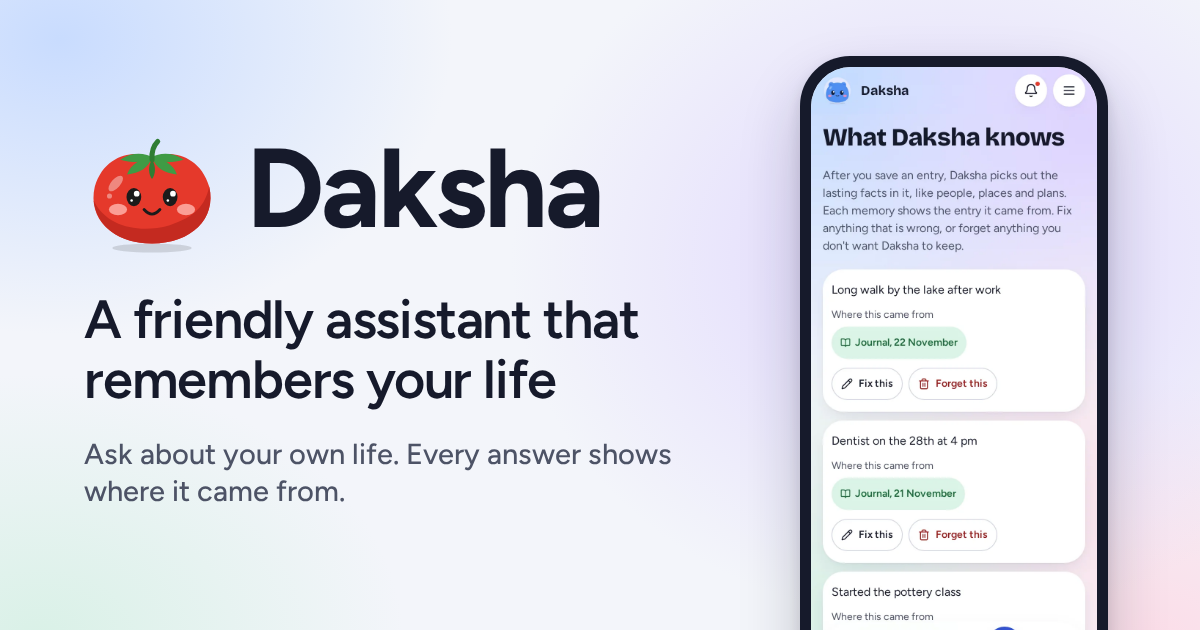 Daksha
A friendly assistant that
remembers your life
Ask about your own life. Every answer shows
where it came from.
Daksha
What Daksha knows
After you save an entry, Daksha picks out the
lasting facts in it, like people, places and plans.
Each memory shows the entry it came from. Fix
anything that is wrong, or forget anything you
don't want Daksha to keep.
Long walk by the lake after work
Where this came from
Journal, 22 November
Fix this
Forget this
Dentist on the 28th at 4 pm
Where this came from
Journal, 21 November
Fix this
Forget this
Started the pottery class
Where this came from